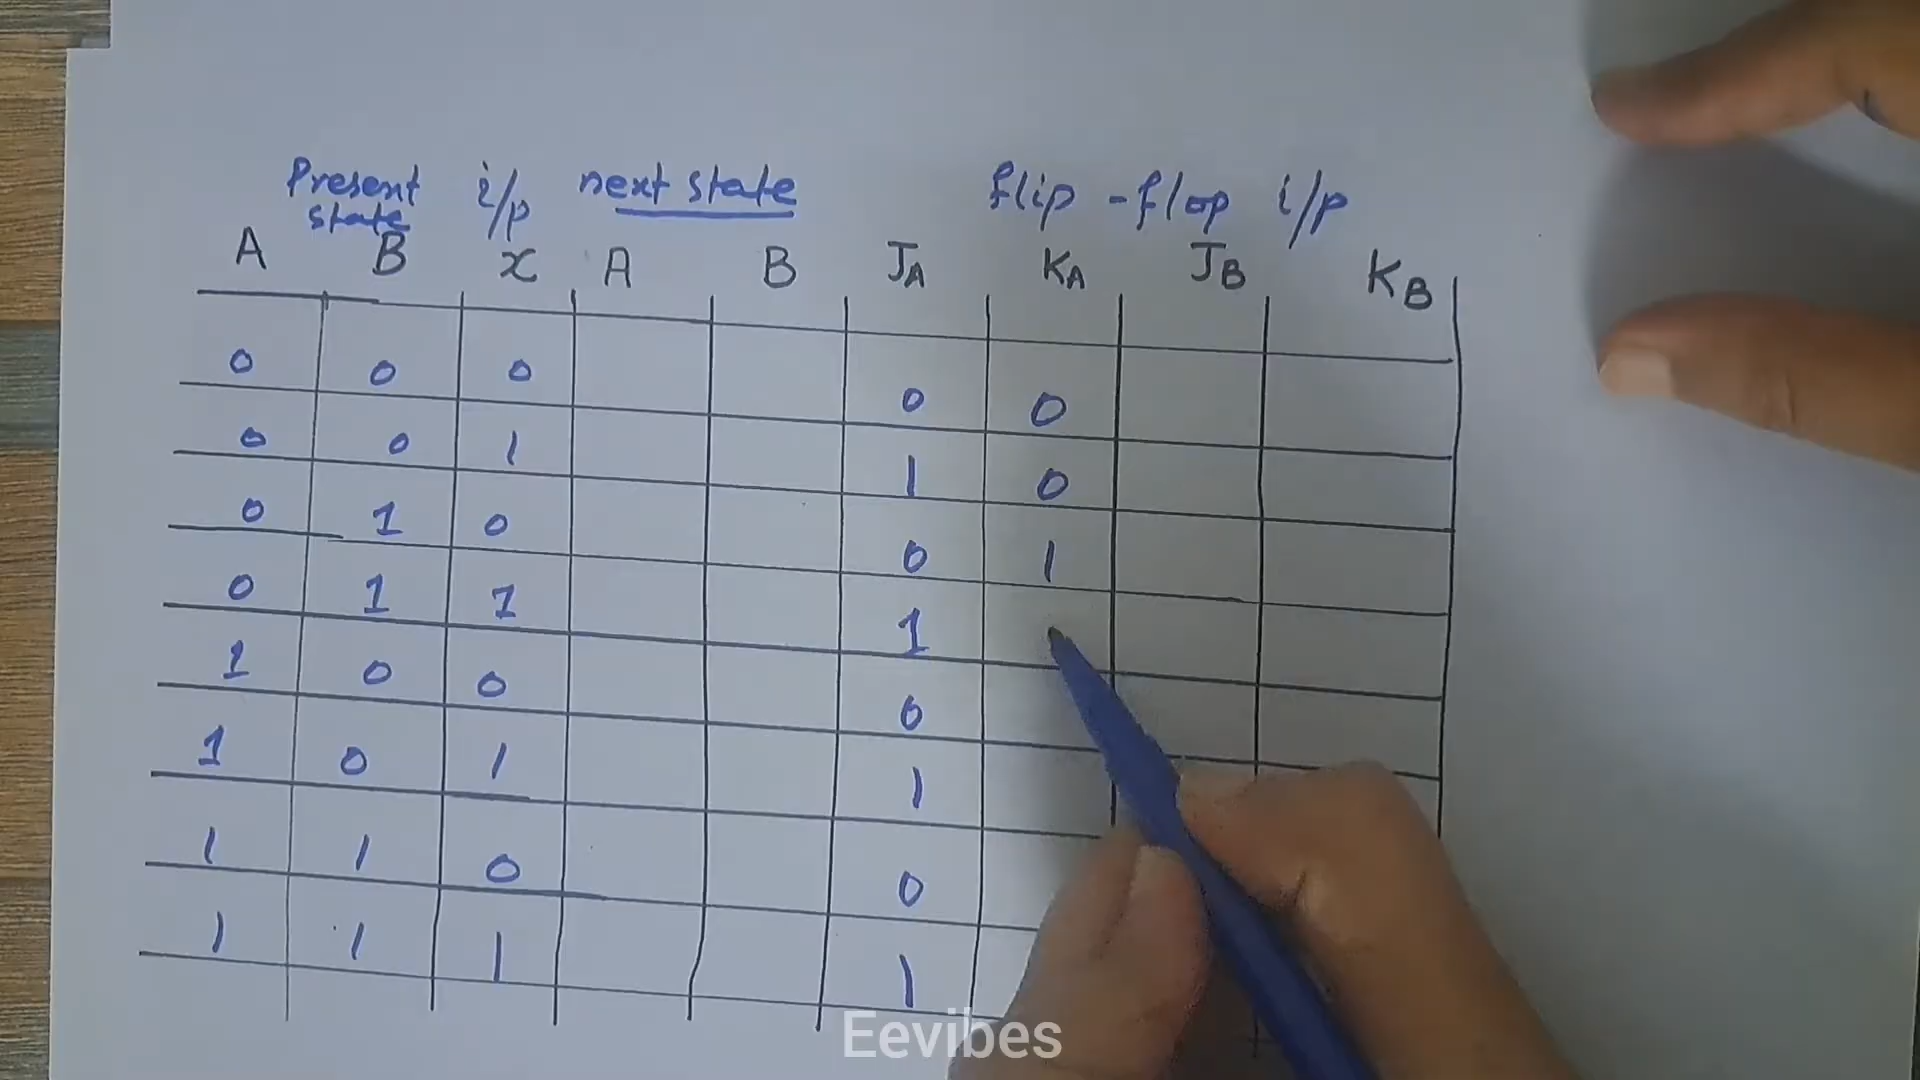 Present i/p next state flip-flop i/p
state
A B x A B JA KA JB KB
0 0 0 0 0
0 0 1 1 0
0 1 0 0 1
0 1 1 1
1 0 0 0
1 0 1 1
1 1 0 0
1 1 1 1
Eevibes